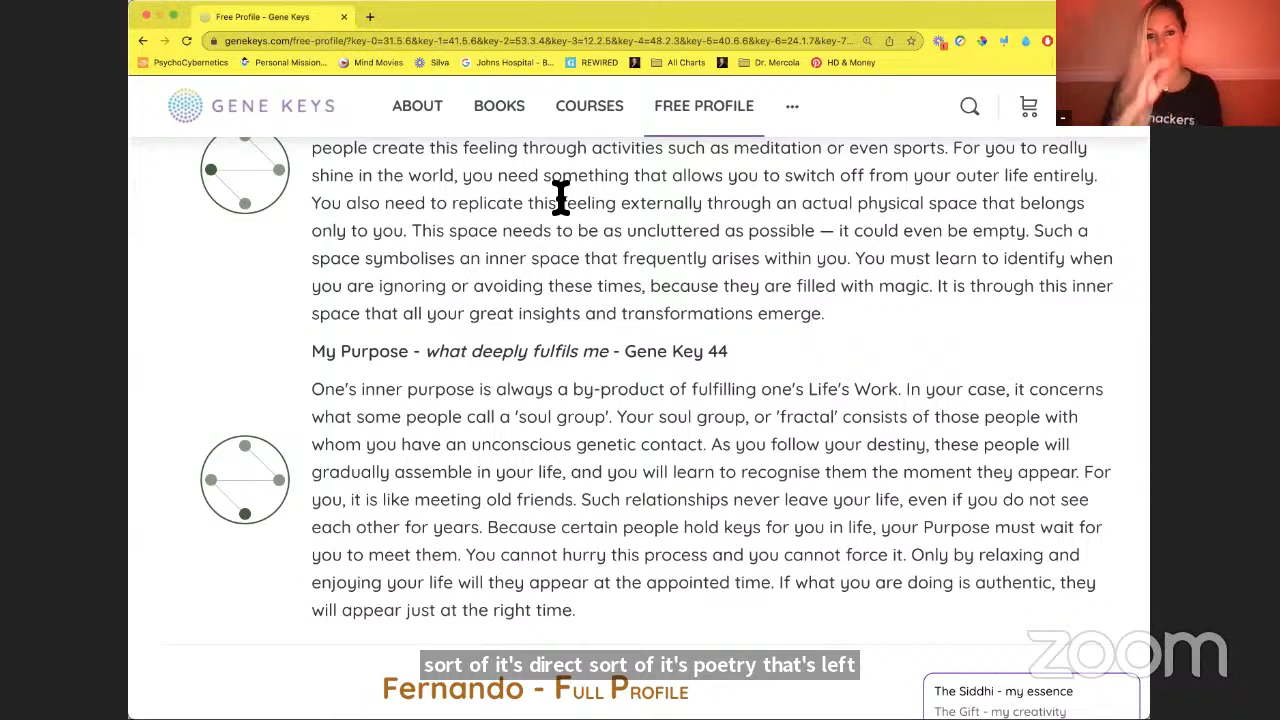 Free Profile - Gene Keys
genekeys.com/free-profile/?key-0=31.5.6&key-1=41.5.6&key-2=53.3.4&key-3=12.2.5&key-4=48.2.3&key-5=40.6.6&key-6=24.1.7&key-7...
PsychoCybernetics
Personal Mission...
Mind Movies
Silva
Johns Hospital - B...
REWIRED
All Charts
Dr. Mercola
HD & Money
GENE KEYS
ABOUT
BOOKS
COURSES
FREE PROFILE
hackers
people create this feeling through activities such as meditation or even sports. For you to really
shine in the world, you need something that allows you to switch off from your outer life entirely.
You also need to replicate this feeling externally through an actual physical space that belongs
only to you. This space needs to be as uncluttered as possible — it could even be empty. Such a
space symbolises an inner space that frequently arises within you. You must learn to identify when
you are ignoring or avoiding these times, because they are filled with magic. It is through this inner
space that all your great insights and transformations emerge.
My Purpose - what deeply fulfils me - Gene Key 44
One's inner purpose is always a by-product of fulfilling one's Life's Work. In your case, it concerns
what some people call a 'soul group'. Your soul group, or 'fractal' consists of those people with
whom you have an unconscious genetic contact. As you follow your destiny, these people will
gradually assemble in your life, and you will learn to recognise them the moment they appear. For
you, it is like meeting old friends. Such relationships never leave your life, even if you do not see
each other for years. Because certain people hold keys for you in life, your Purpose must wait for
you to meet them. You cannot hurry this process and you cannot force it. Only by relaxing and
enjoying your life will they appear at the appointed time. If what you are doing is authentic, they
will appear just at the right time.
zoom
sort of it's direct sort of it's poetry that's left
Fernando - Full Profile
The Siddhi - my essence
The Gift - my creativity